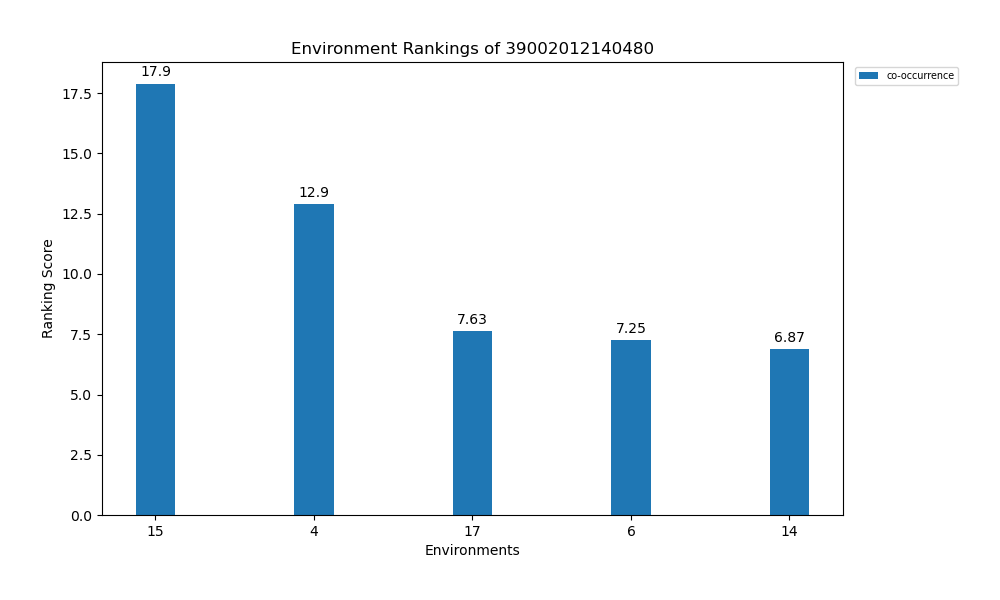 Environment Rankings of 39002012140480
co-occurrence
17.9
12.9
7.63
7.25
6.87
17.5
15.0
12.5
10.0
7.5
5.0
2.5
0.0
Ranking Score
15 4 17 6 14
Environments